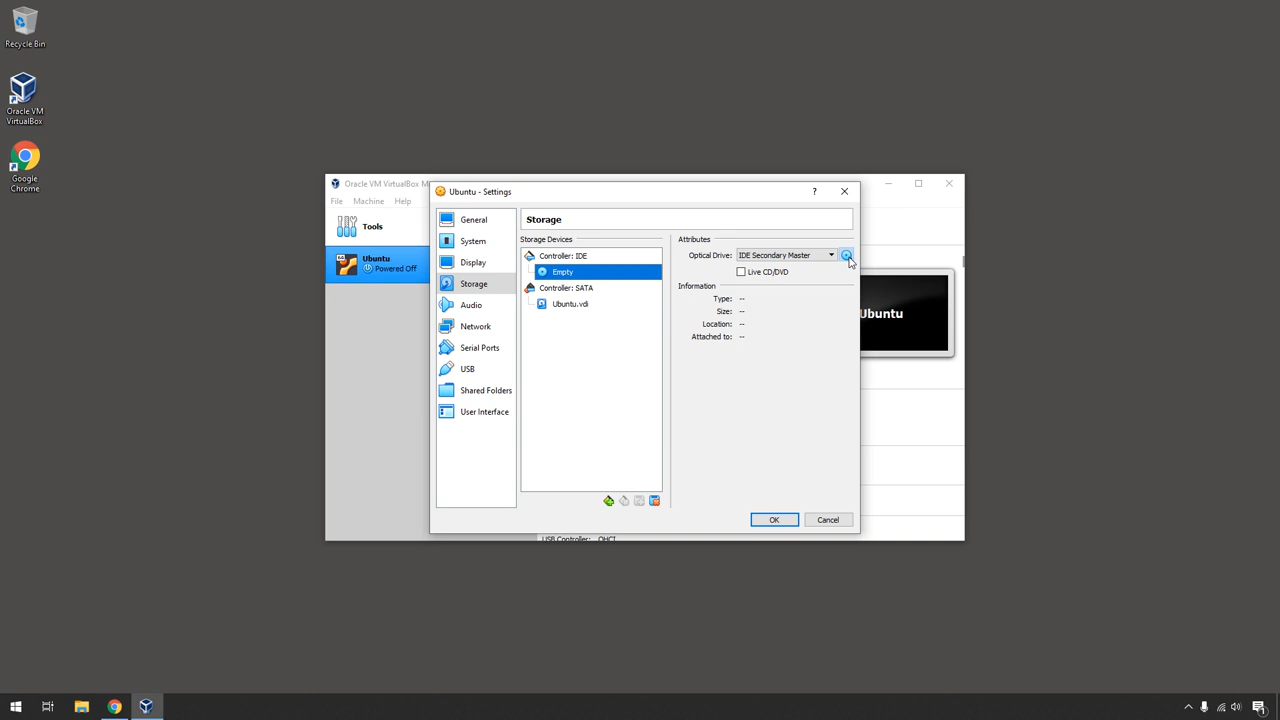 Recycle Bin
Oracle VM
VirtualBox
Google
Chrome
Oracle VM VirtualBox M
File Machine Help
Tools
Ubuntu
Powered Off
Ubuntu - Settings
?
General
System
Display
Storage
Audio
Network
Serial Ports
USB
Shared Folders
User Interface
Storage
Storage Devices
Controller: IDE
Empty
Controller: SATA
Ubuntu.vdi
Attributes
Optical Drive: IDE Secondary Master
Live CD/DVD
Information
Type: --
Size: --
Location: --
Attached to: --
OK Cancel
Ubuntu
USB Controller: OHCI